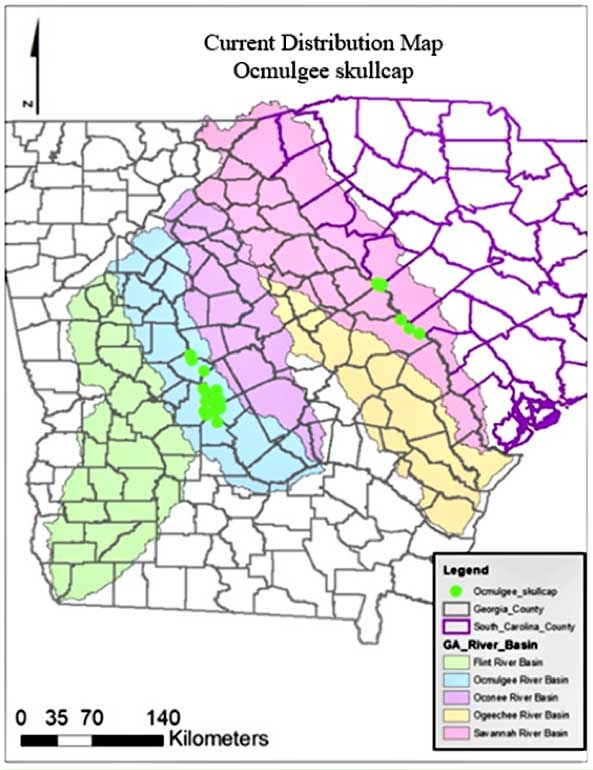 Current Distribution Map
Ocmulgee skullcap
N
Legend
Ocmulgee_skullcap
Georgia_County
South_Carolina_County
GA_River_Basin
Flint River Basin
Ocmulgee River Basin
Oconee River Basin
Ogeechee River Basin
Savannah River Basin
0 35 70 140
Kilometers